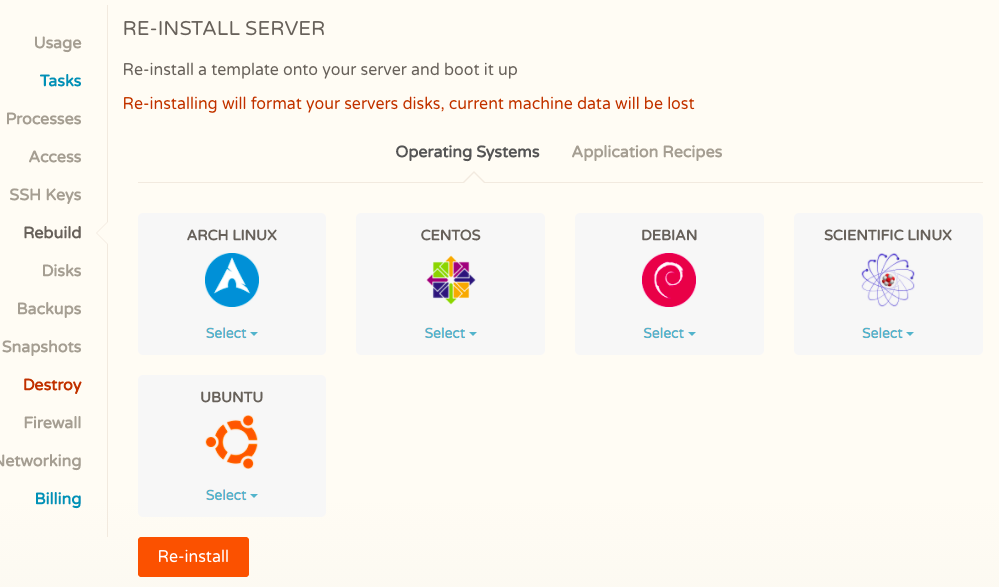 RE-INSTALL SERVER
Re-install a template onto your server and boot it up
Re-installing will format your servers disks, current machine data will be lost
Usage
Tasks
Processes
Access
SSH Keys
Rebuild
Disks
Backups
Snapshots
Destroy
Firewall
Networking
Billing
Operating Systems Application Recipes
ARCH LINUX CENTOS DEBIAN SCIENTIFIC LINUX
Select Select Select Select
UBUNTU
Select
Re-install